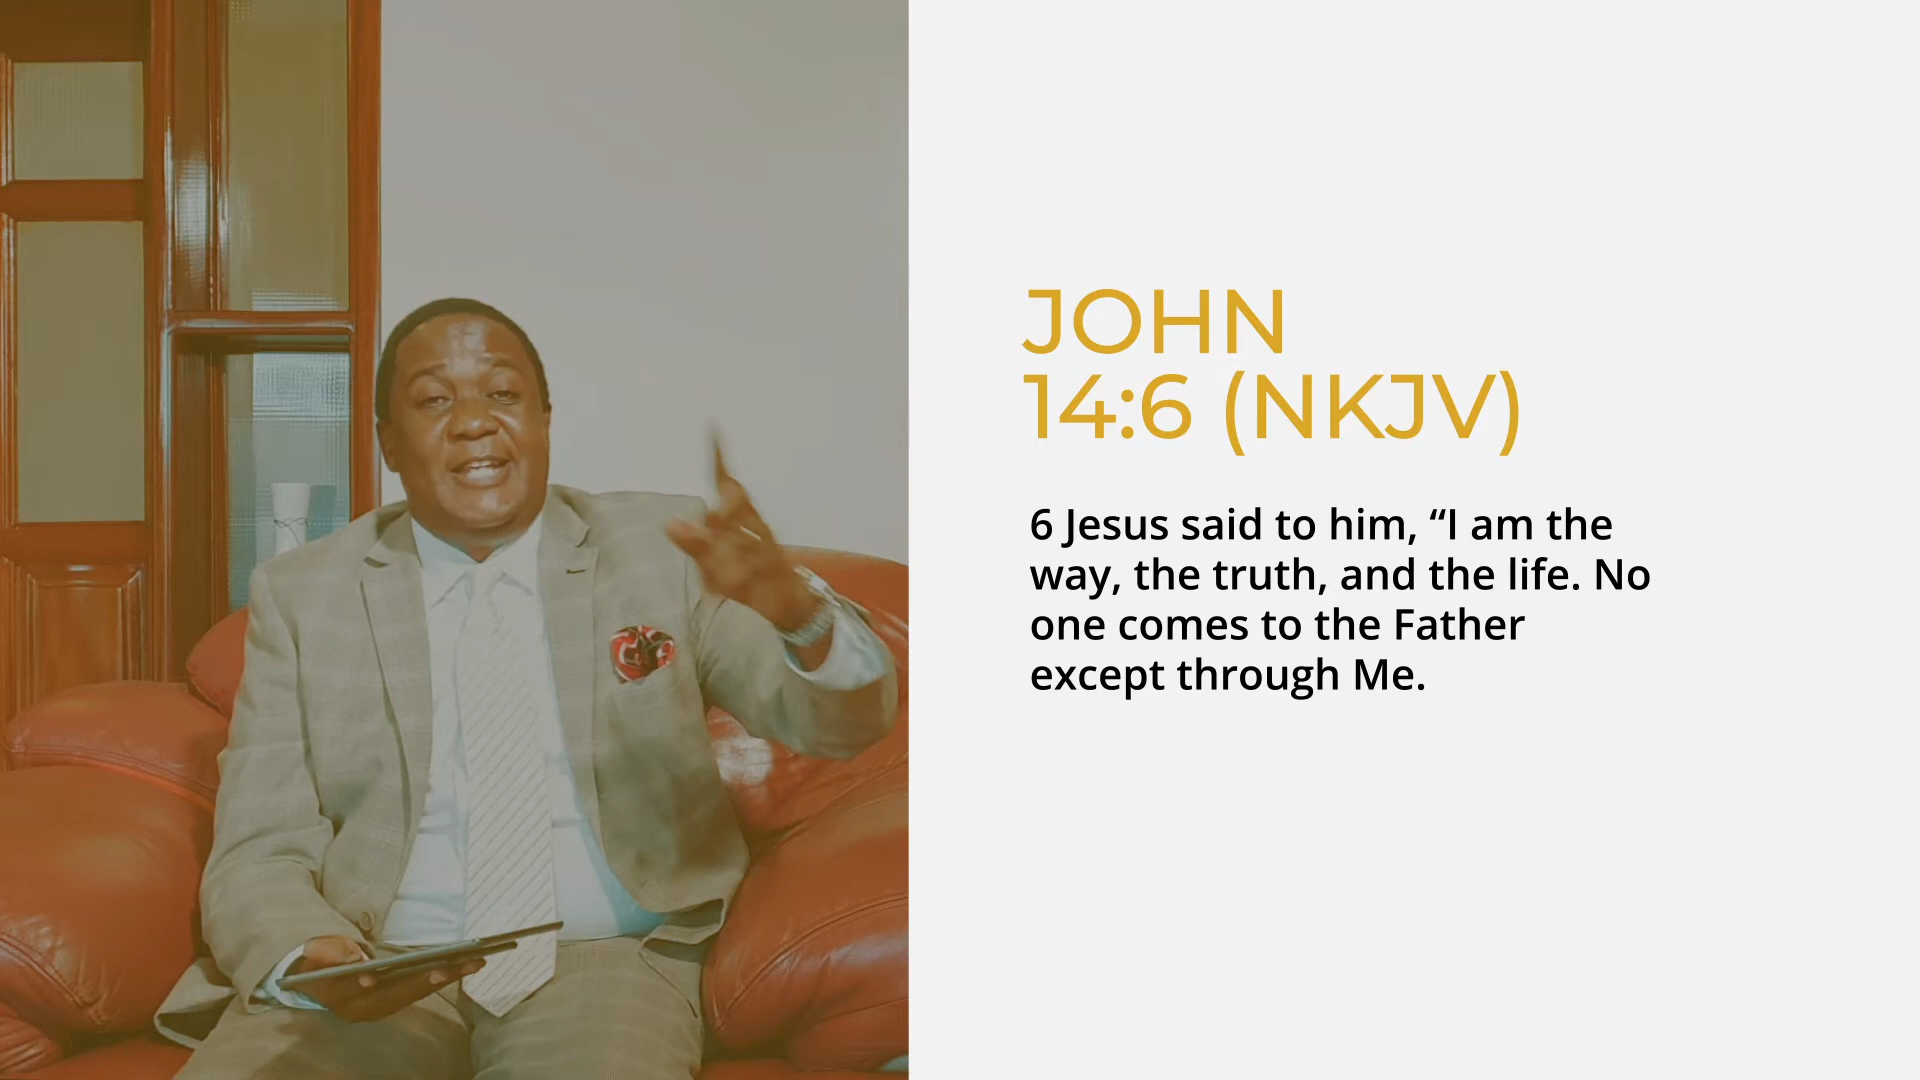 JOHN
14:6 (NKJV)
6 Jesus said to him, “I am the
way, the truth, and the life. No
one comes to the Father
except through Me.